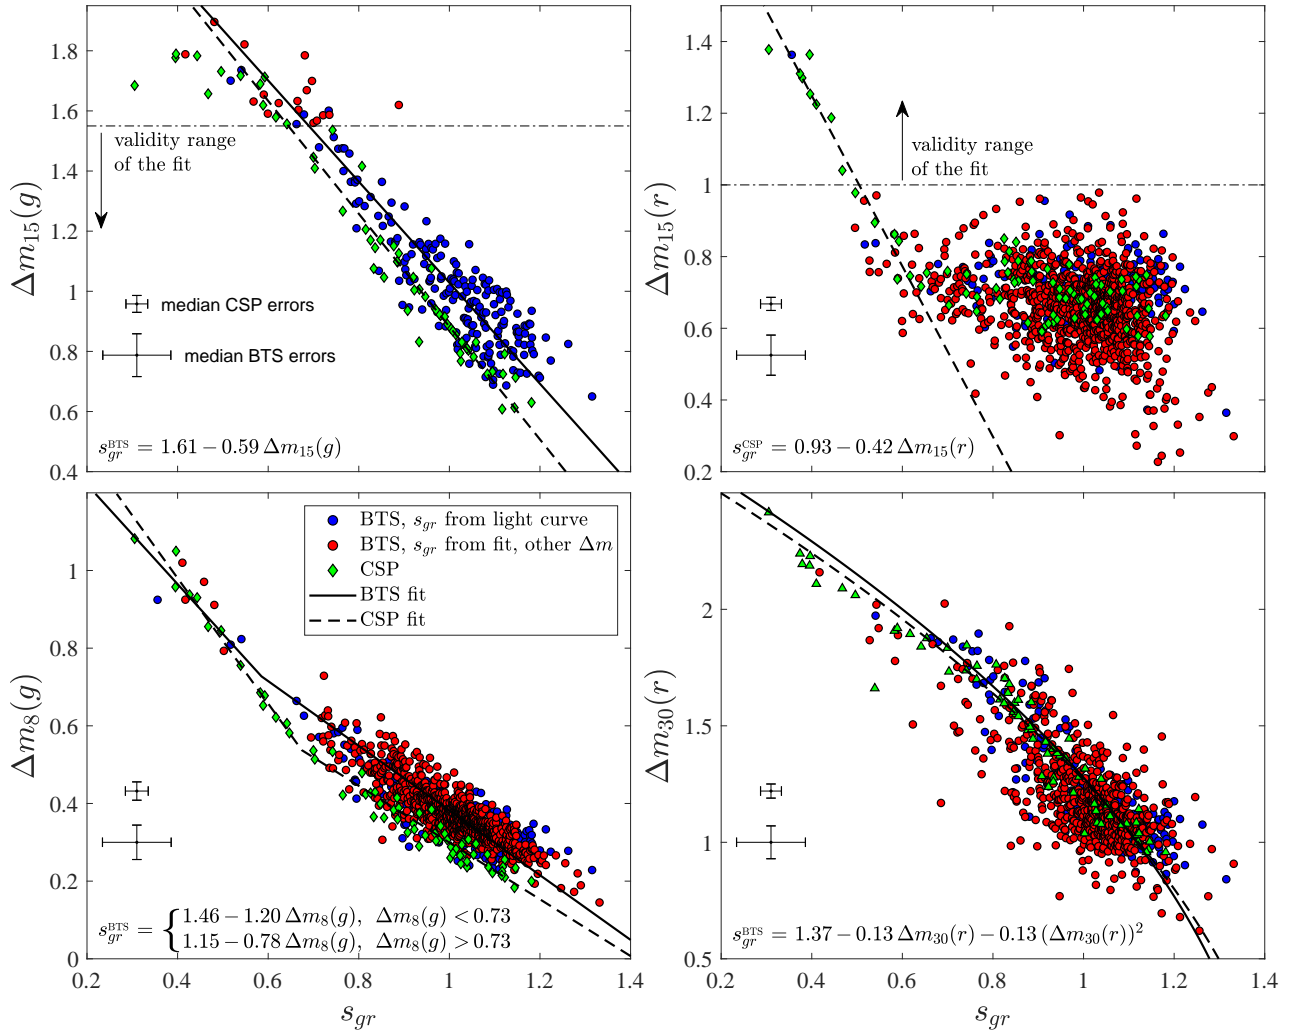 1.8
1.6
1.4
1.2
1
0.8
0.6
0.4
Δm₁₅(g)
validity range
of the fit
median CSP errors
median BTS errors
s_gr^BTS = 1.61 − 0.59 Δm₁₅(g)
1.4
1.2
1
0.8
0.6
0.4
0.2
Δm₁₅(r)
validity range
of the fit
s_gr^CSP = 0.93 − 0.42 Δm₁₅(r)
1
0.8
0.6
0.4
0.2
0
Δm₈(g)
BTS, s_gr from light curve
BTS, s_gr from fit, other Δm
CSP
BTS fit
CSP fit
s_gr^BTS = { 1.46 − 1.20 Δm₈(g), Δm₈(g) < 0.73
1.15 − 0.78 Δm₈(g), Δm₈(g) > 0.73
0.2 0.4 0.6 0.8 1 1.2 1.4
s_gr
2
1.5
1
0.5
Δm₃₀(r)
s_gr^BTS = 1.37 − 0.13 Δm₃₀(r) − 0.13 (Δm₃₀(r))²
0.2 0.4 0.6 0.8 1 1.2 1.4
s_gr